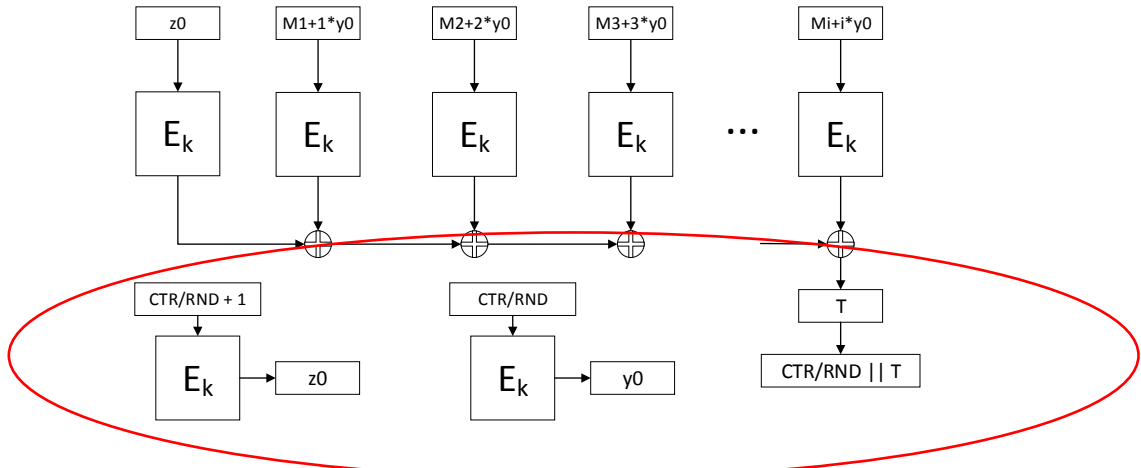 z0
M1+1*y0
M2+2*y0
M3+3*y0
Mi+i*y0
Ek
Ek
Ek
Ek
...
Ek
CTR/RND + 1
CTR/RND
T
Ek
z0
Ek
y0
CTR/RND || T